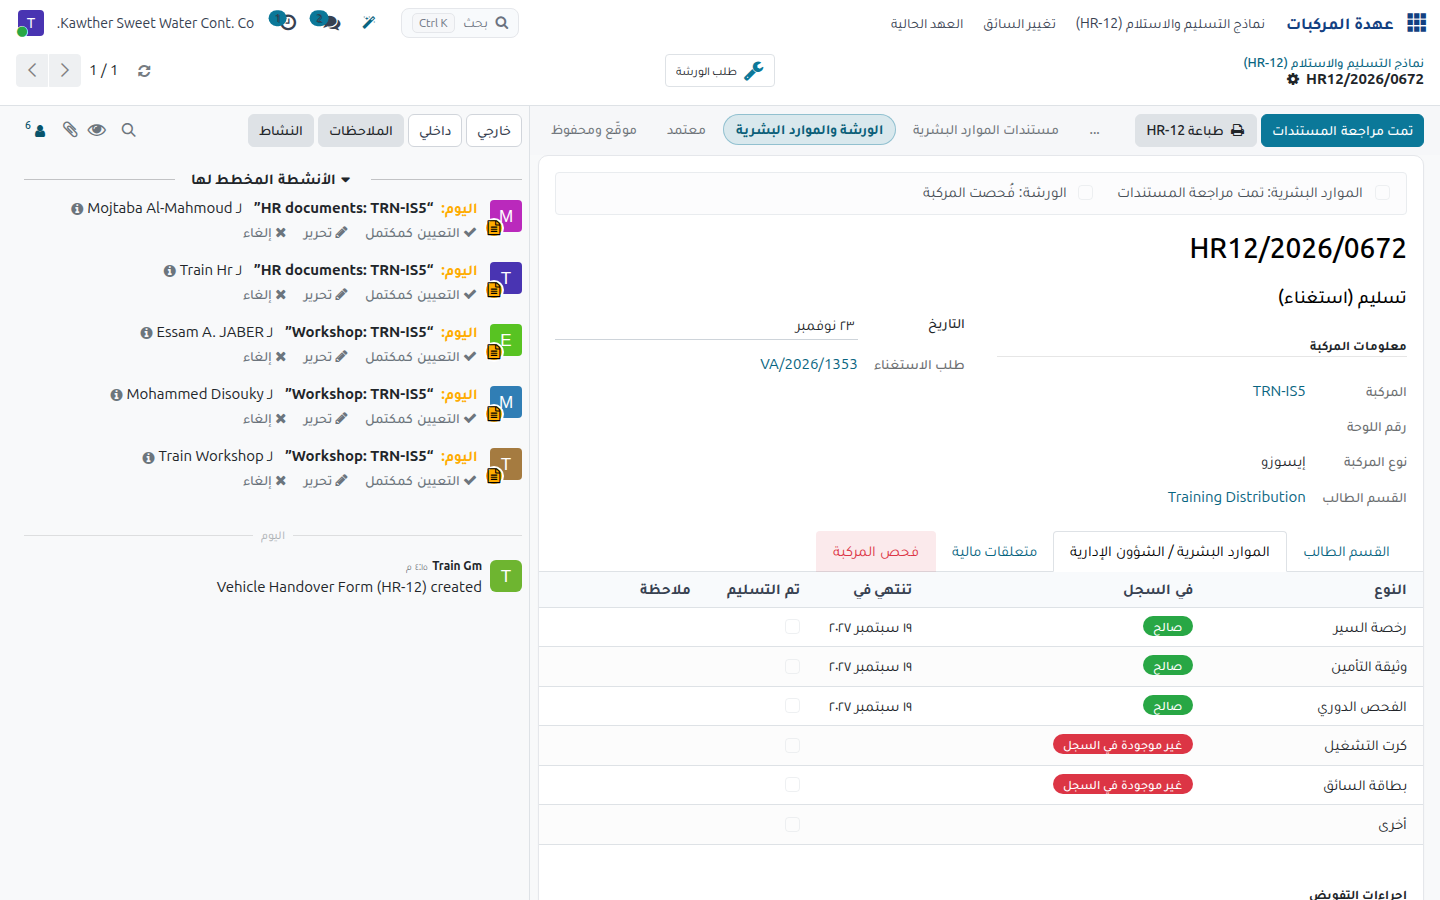 عهدة المركبات
نماذج التسليم والاستلام (HR-12)
تغيير السائق
العهد الحالية
بحث
Ctrl K
2
1
Kawther Sweet Water Cont. Co.
T
نماذج التسليم والاستلام (HR-12)
HR12/2026/0672
طلب الورشة
1 / 1
تمت مراجعة المستندات
طباعة HR-12
...
مستندات الموارد البشرية
الورشة والموارد البشرية
معتمد
موقّع ومحفوظ
خارجي
داخلي
الملاحظات
النشاط
6
الموارد البشرية: تمت مراجعة المستندات
الورشة: فُحصت المركبة
HR12/2026/0672
تسليم (استغناء)
معلومات المركبة
المركبة
TRN-IS5
رقم اللوحة
نوع المركبة
إيسوزو
القسم الطالب
Training Distribution
التاريخ
٢٣ نوفمبر
طلب الاستغناء
VA/2026/1353
القسم الطالب
الموارد البشرية / الشؤون الإدارية
متعلقات مالية
فحص المركبة
النوع
في السجل
تنتهي في
تم التسليم
ملاحظة
رخصة السير
صالح
١٩ سبتمبر ٢٠٢٧
وثيقة التأمين
صالح
١٩ سبتمبر ٢٠٢٧
الفحص الدوري
صالح
١٩ سبتمبر ٢٠٢٧
كرت التشغيل
غير موجودة في السجل
بطاقة السائق
غير موجودة في السجل
أخرى
إجراءات التفويض
الأنشطة المخطط لها
M
اليوم: “HR documents: TRN-IS5” لـ Mojtaba Al-Mahmoud
التعيين كمكتمل
تحرير
إلغاء
T
اليوم: “HR documents: TRN-IS5” لـ Train Hr
التعيين كمكتمل
تحرير
إلغاء
E
اليوم: “Workshop: TRN-IS5” لـ Essam A. JABER
التعيين كمكتمل
تحرير
إلغاء
M
اليوم: “Workshop: TRN-IS5” لـ Mohammed Disouky
التعيين كمكتمل
تحرير
إلغاء
T
اليوم: “Workshop: TRN-IS5” لـ Train Workshop
التعيين كمكتمل
تحرير
إلغاء
اليوم
T
Train Gm
Vehicle Handover Form (HR-12) created